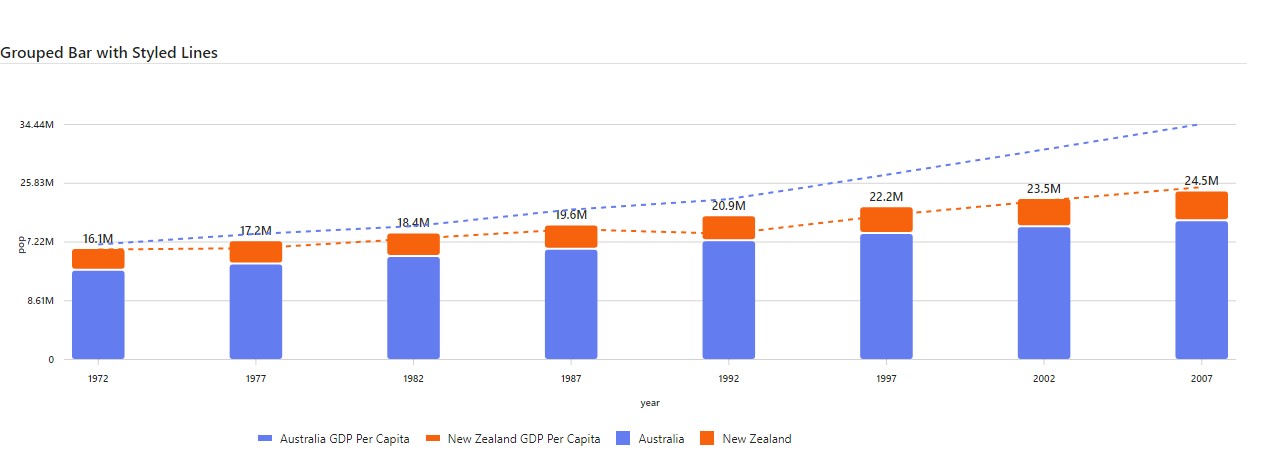 Grouped Bar with Styled Lines
34.44M
25.83M
7.22M
8.61M
0
pop
16.1M
17.2M
18.4M
19.6M
20.9M
22.2M
23.5M
24.5M
1972 1977 1982 1987 1992 1997 2002 2007
year
Australia GDP Per Capita New Zealand GDP Per Capita Australia New Zealand